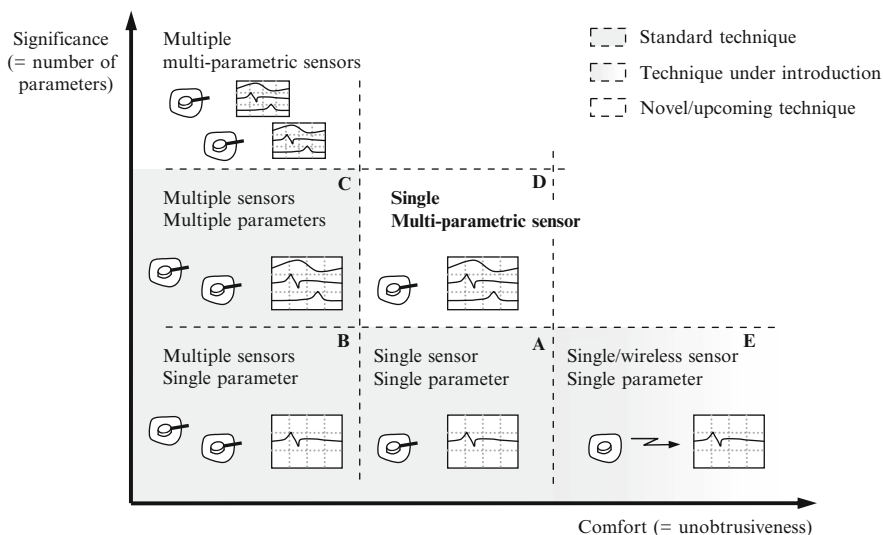 Significance
(= number of
parameters)
Multiple
multi-parametric sensors
Standard technique
Technique under introduction
Novel/upcoming technique
C
Multiple sensors
Multiple parameters
D
Single
Multi-parametric sensor
B
Multiple sensors
Single parameter
A
Single sensor
Single parameter
E
Single/wireless sensor
Single parameter
Comfort (= unobtrusiveness)